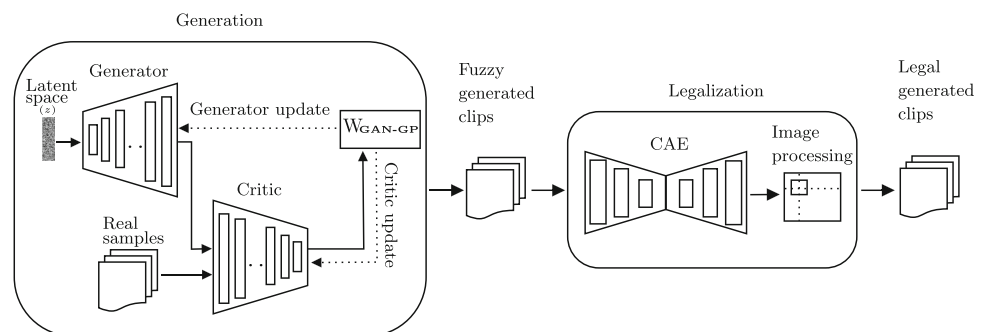 Generation
Generator
Latent
space
(z)
Generator update
WGAN-GP
Critic update
Critic
Real
samples
Fuzzy
generated
clips
Legalization
CAE
Image
processing
Legal
generated
clips